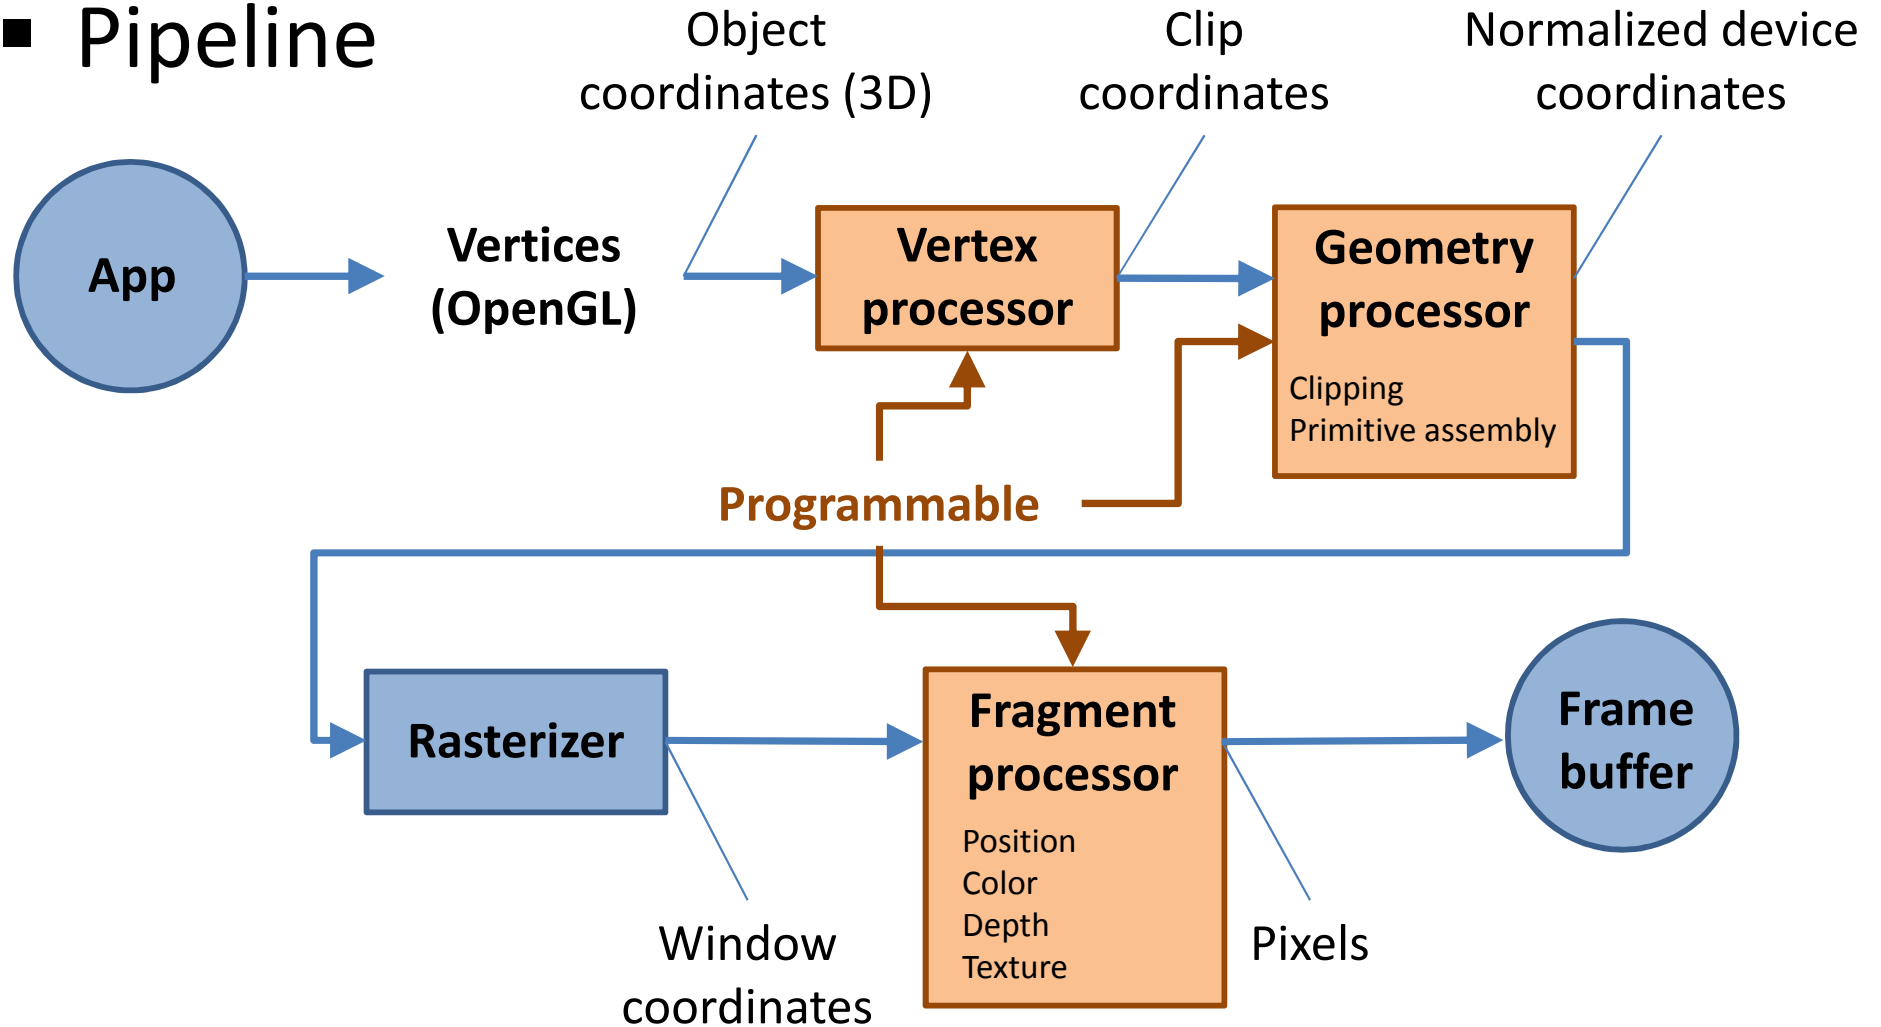 ▪ Pipeline
Object
coordinates (3D)
Clip
coordinates
Normalized device
coordinates
App
Vertices
(OpenGL)
Vertex
processor
Geometry
processor
Clipping
Primitive assembly
Programmable
Rasterizer
Fragment
processor
Position
Color
Depth
Texture
Frame
buffer
Window
coordinates
Pixels